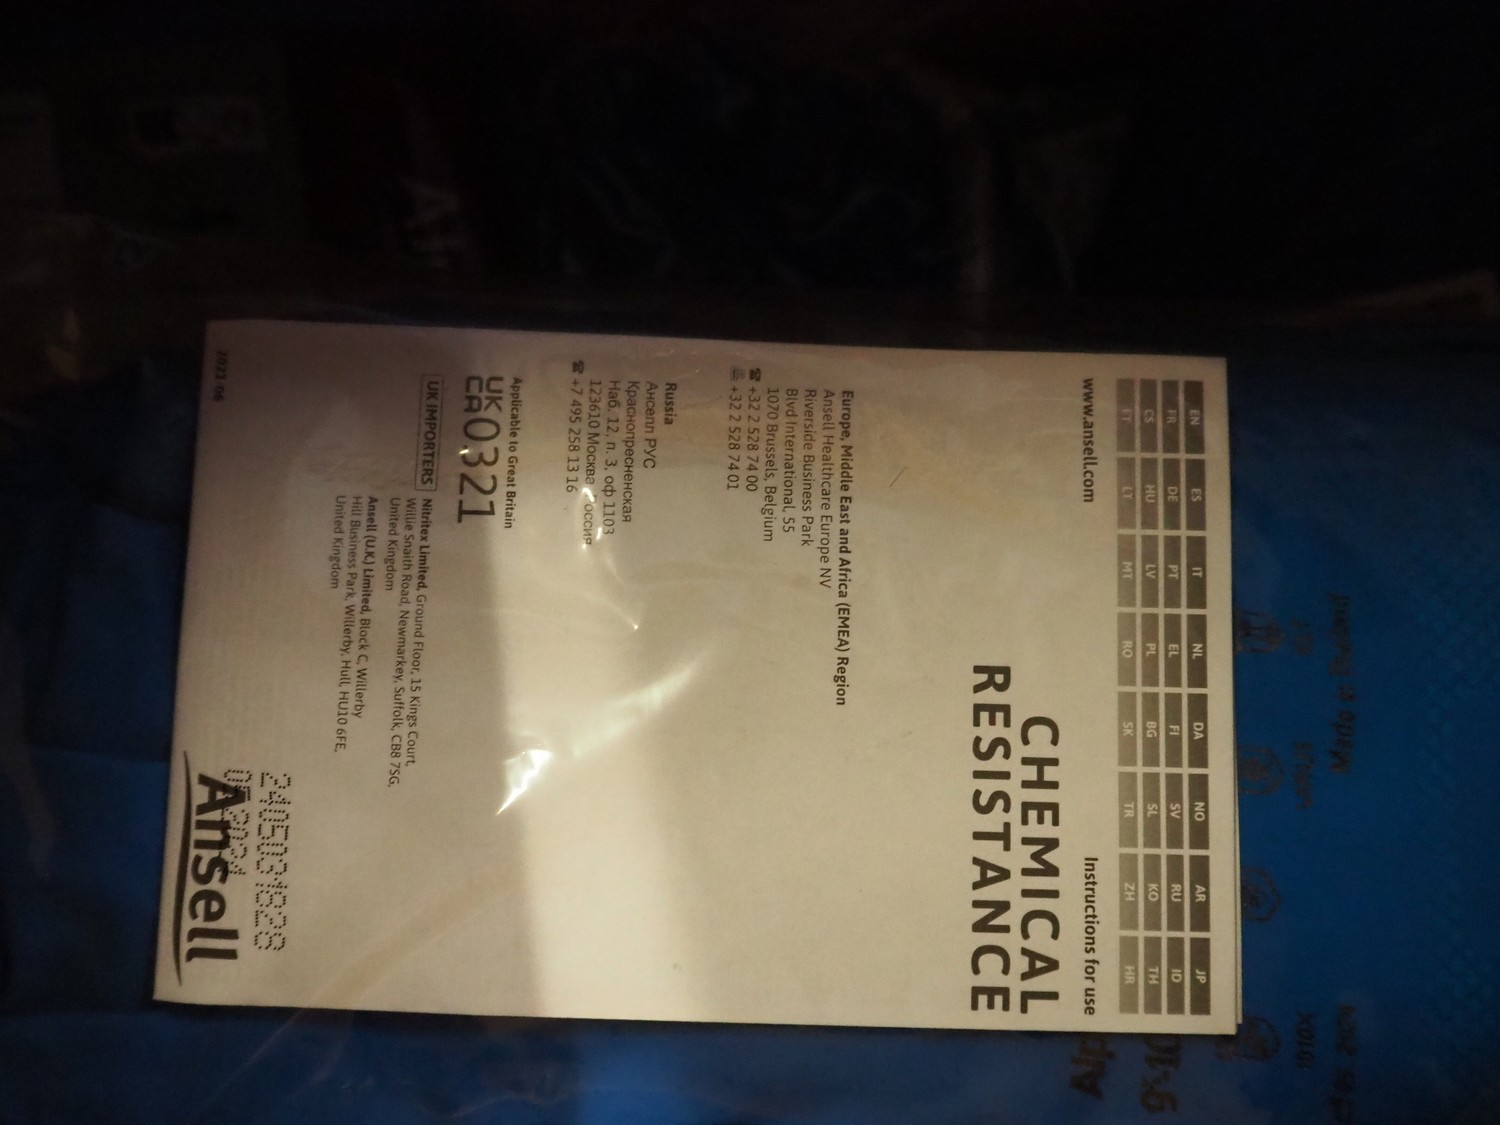 EN ES IT NL DA NO AR JP
FR DE PT EL FI SV RU ID
CS HU LV PL BG SL KO TH
ET LT MT RO SK TR ZH HR
www.ansell.com
Instructions for use
CHEMICAL
RESISTANCE
Europe, Middle East and Africa (EMEA) Region
Ansell Healthcare Europe NV
Riverside Business Park
Blvd International, 55
1070 Brussels, Belgium
☎ +32 2 528 74 00
+32 2 528 74 01
Russia
Анселл РУС
Краснопресненская
Наб. 12, п. 3, оф 1103
123610 Москва Россия
☎ +7 495 258 13 16
Applicable to Great Britain
UK
CA 0321
UK IMPORTERS
Nitritex Limited, Ground Floor, 15 Kings Court,
Willie Snaith Road, Newmarkey, Suffolk, CB8 7SG,
United Kingdom
Ansell (U.K.) Limited, Block C, Willerby
Hill Business Park, Willerby, Hull, HU10 6FE,
United Kingdom
2405031828
05.2024
Ansell